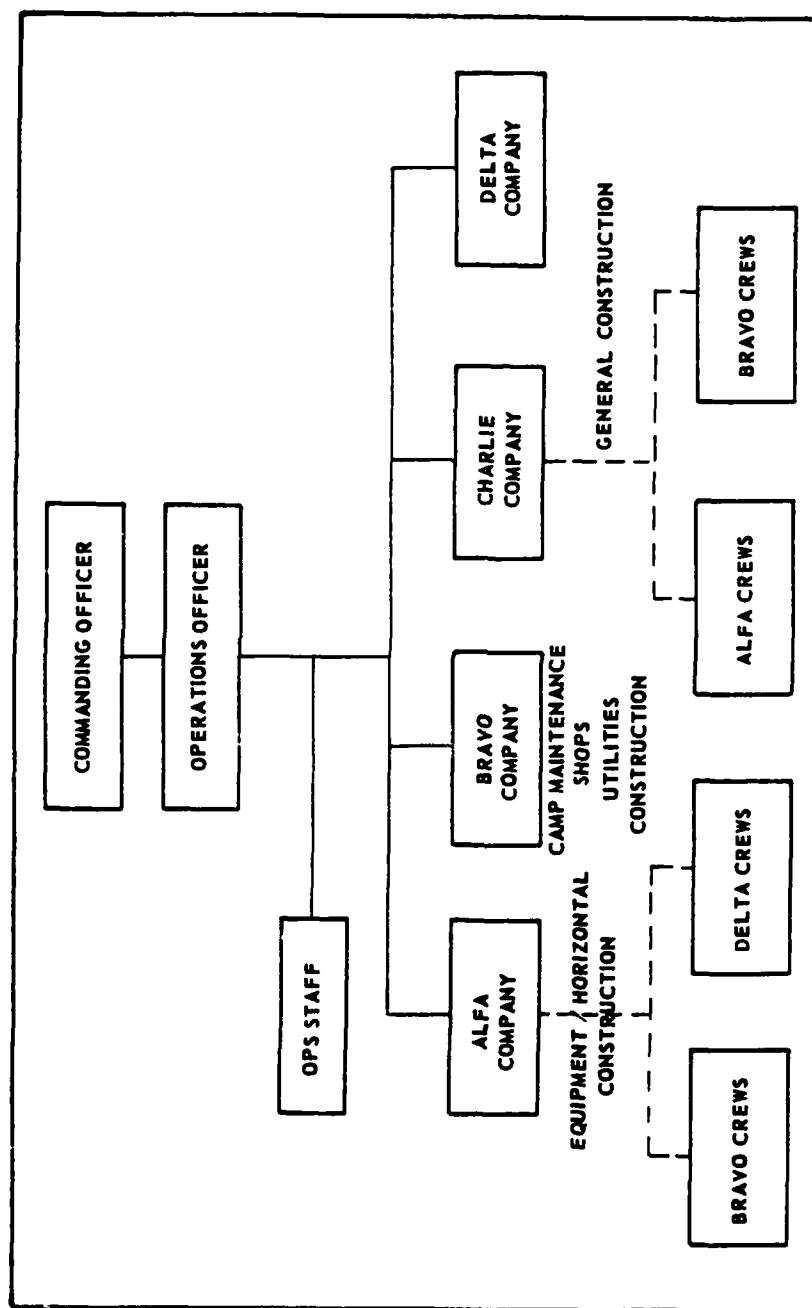 COMMANDING OFFICER
OPERATIONS OFFICER
OPS STAFF
ALFA
COMPANY
BRAVO
COMPANY
CHARLIE
COMPANY
DELTA
COMPANY
EQUIPMENT / HORIZONTAL
CONSTRUCTION
CAMP MAINTENANCE
SHOPS
UTILITIES
CONSTRUCTION
GENERAL CONSTRUCTION
BRAVO CREWS
DELTA CREWS
ALFA CREWS
BRAVO CREWS